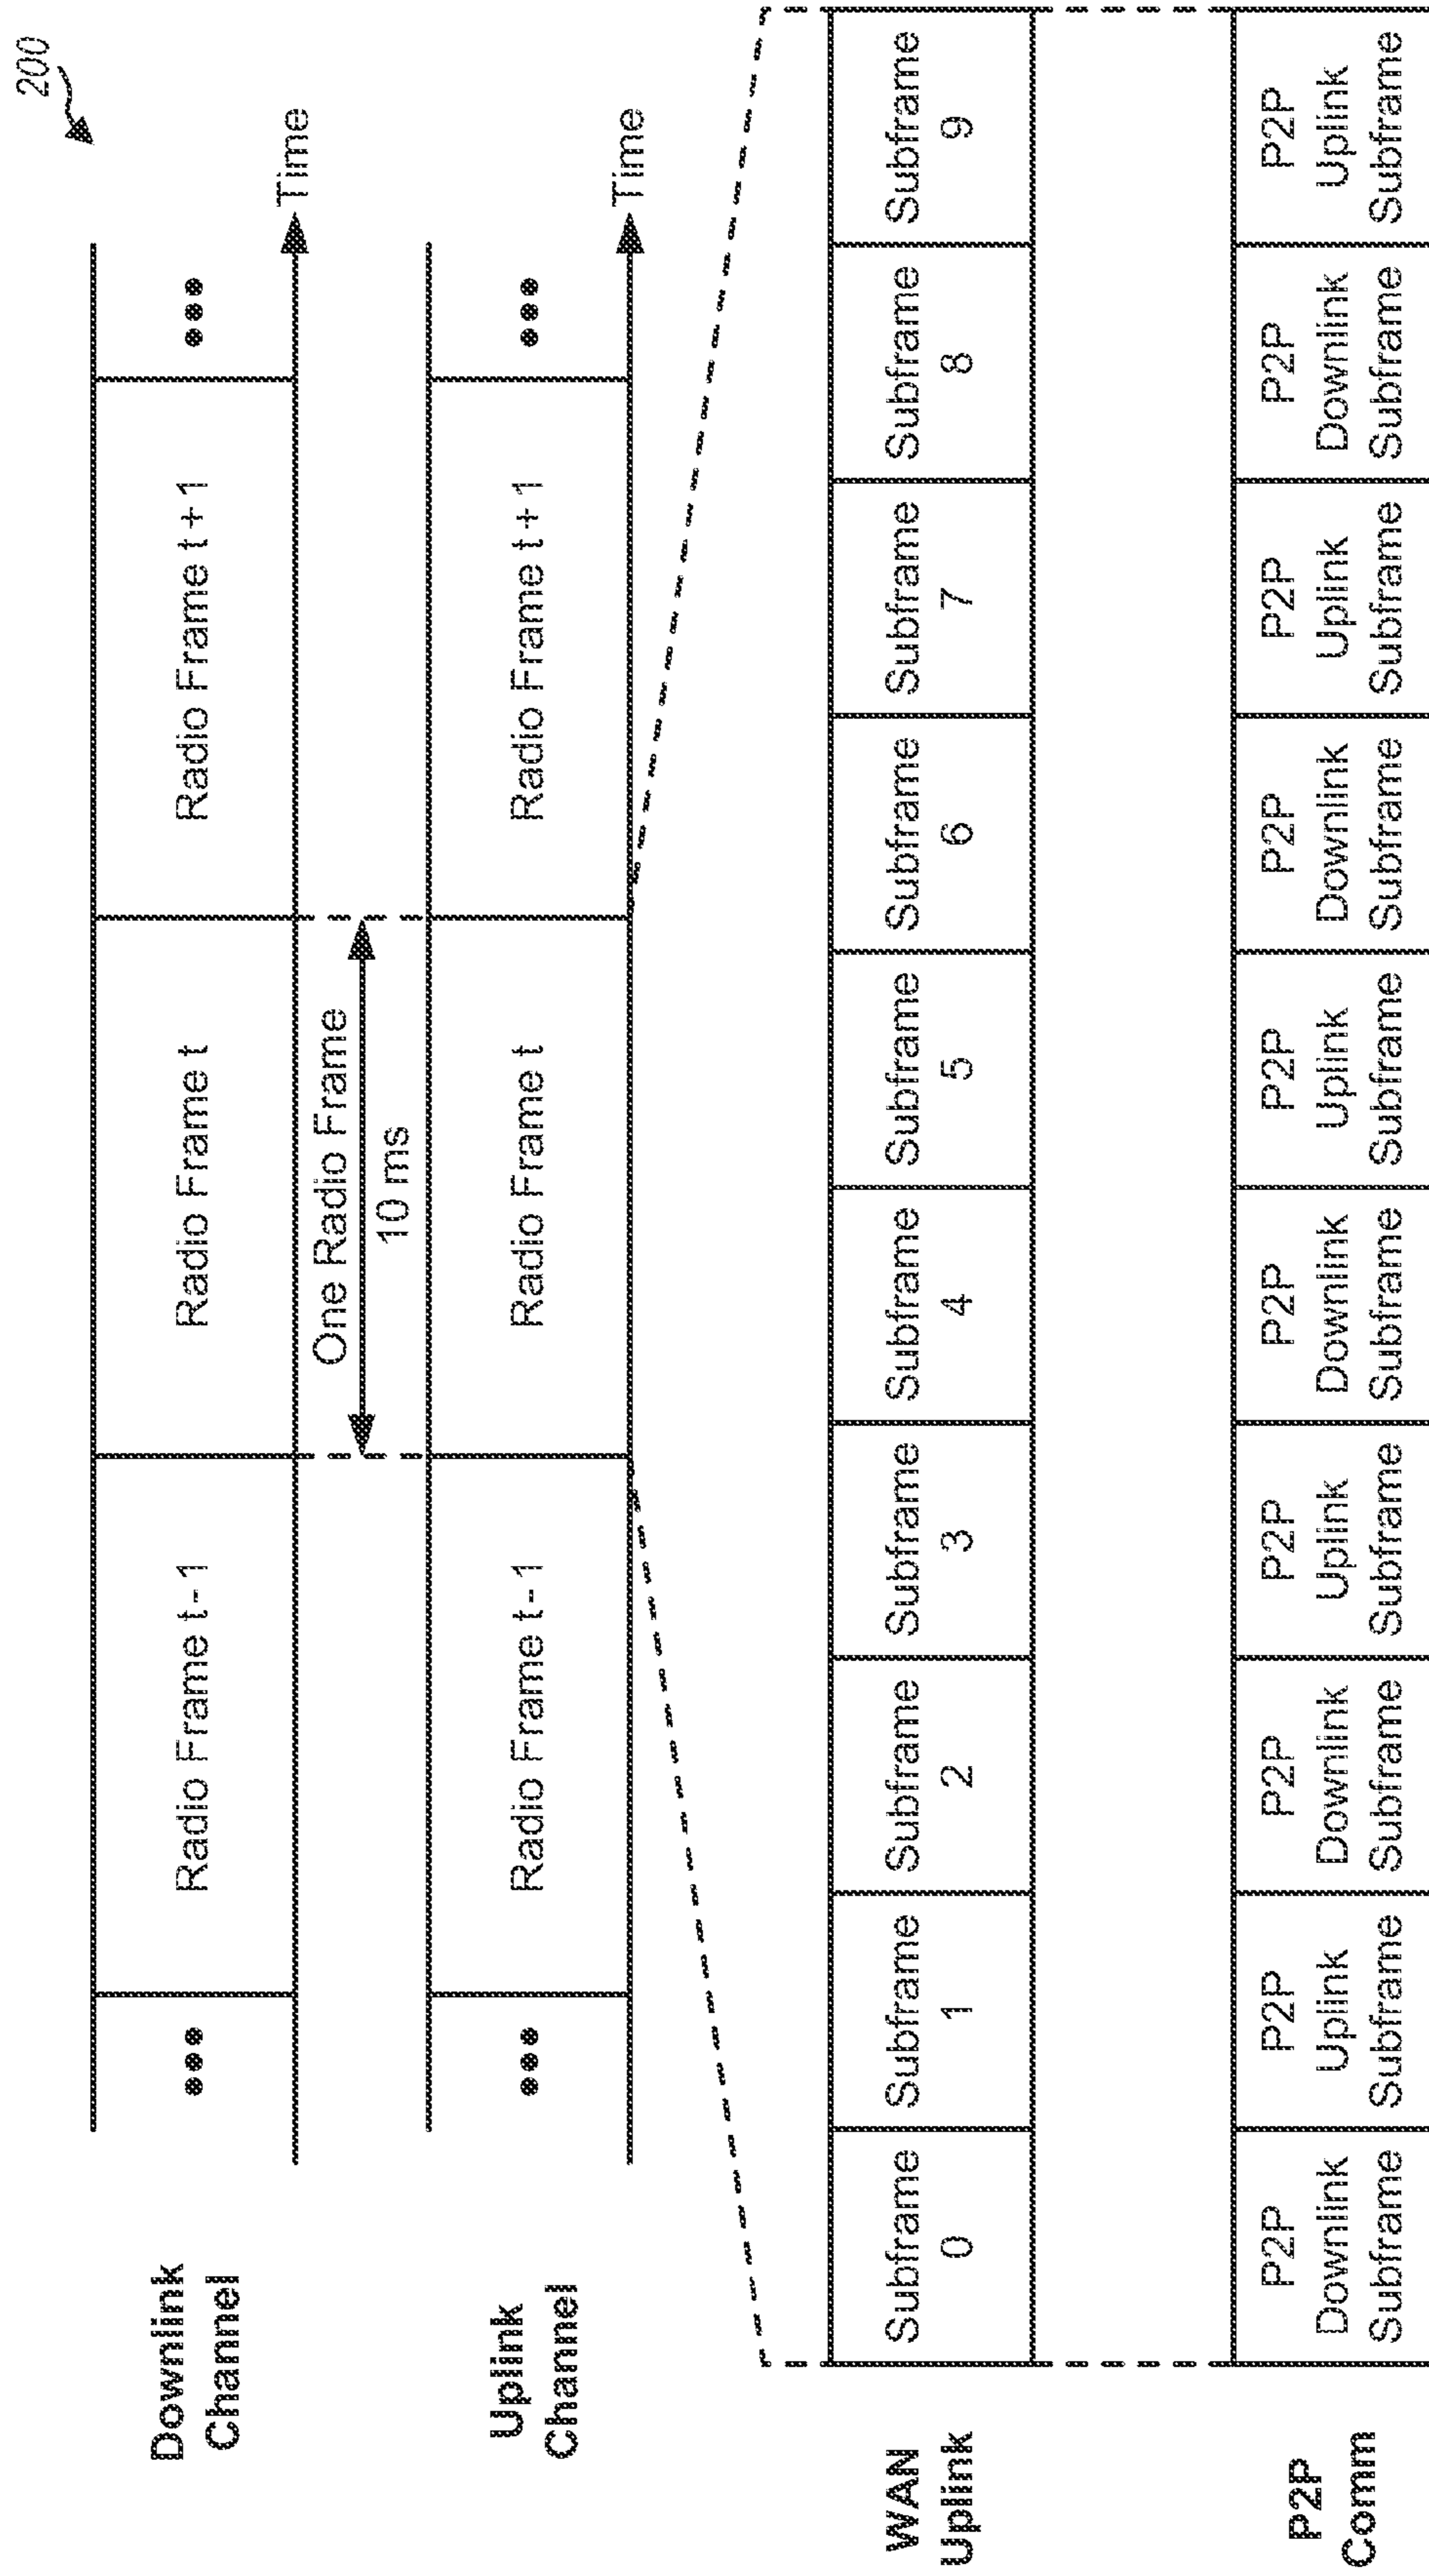 200
Downlink
Channel
•••
Radio Frame t-1
Radio Frame t
Radio Frame t+1
•••
Time
One Radio Frame
10 ms
Uplink
Channel
•••
Radio Frame t-1
Radio Frame t
Radio Frame t+1
•••
Time
WAN
Uplink
Subframe
0
Subframe
1
Subframe
2
Subframe
3
Subframe
4
Subframe
5
Subframe
6
Subframe
7
Subframe
8
Subframe
9
P2P
Comm
P2P
Downlink
Subframe
P2P
Uplink
Subframe
P2P
Downlink
Subframe
P2P
Uplink
Subframe
P2P
Downlink
Subframe
P2P
Uplink
Subframe
P2P
Downlink
Subframe
P2P
Uplink
Subframe
P2P
Downlink
Subframe
P2P
Uplink
Subframe